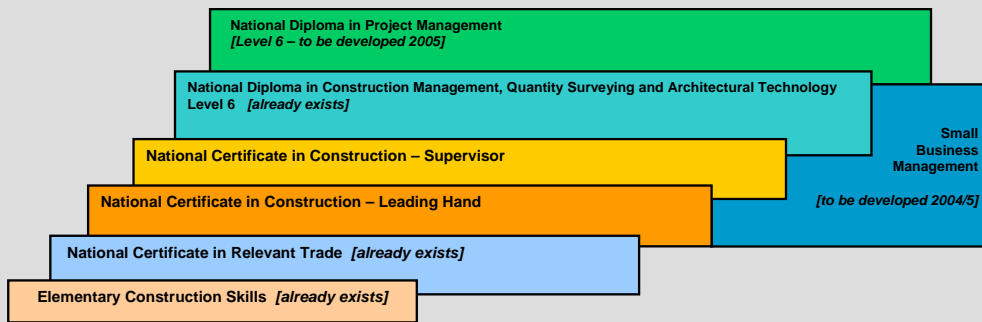 National Diploma in Project Management
[Level 6 – to be developed 2005]
National Diploma in Construction Management, Quantity Surveying and Architectural Technology
Level 6 [already exists]
Small
Business
Management
[to be developed 2004/5]
National Certificate in Construction – Supervisor
National Certificate in Construction – Leading Hand
National Certificate in Relevant Trade [already exists]
Elementary Construction Skills [already exists]